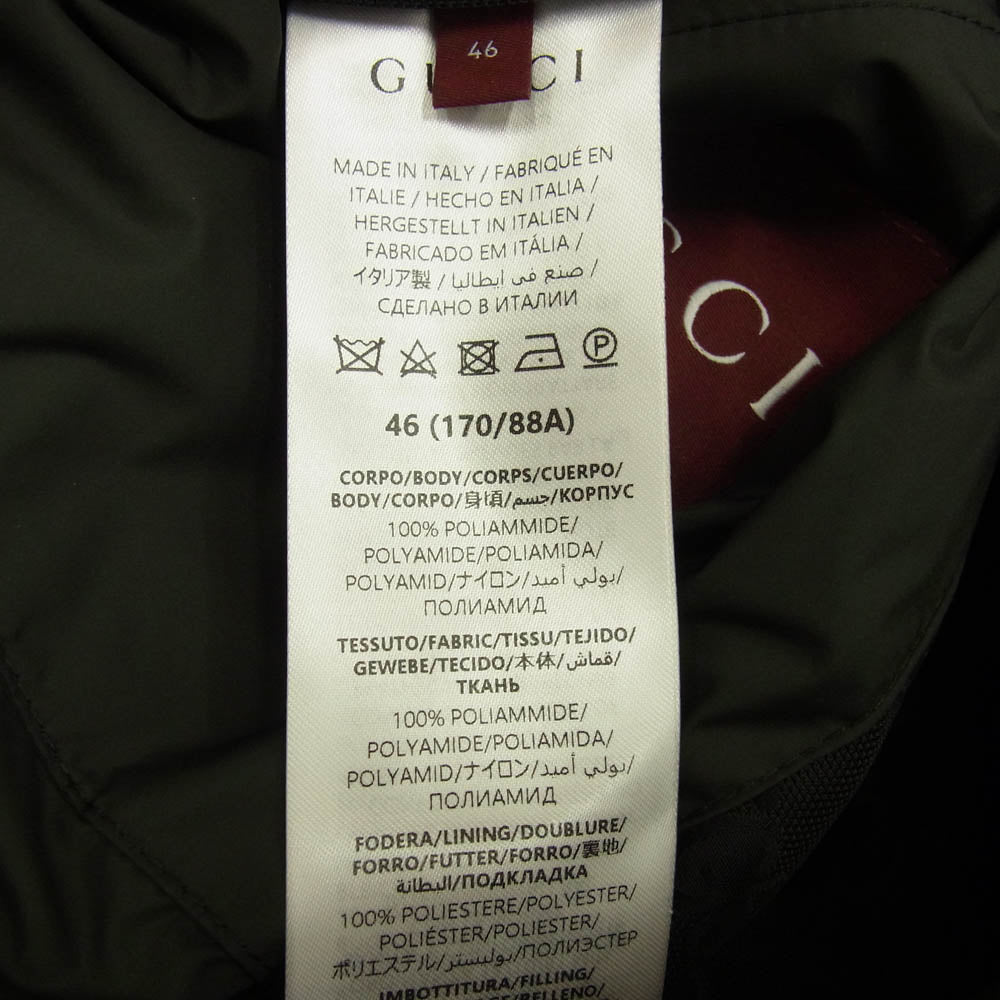 46
GUCCI
MADE IN ITALY / FABRIQUÉ EN
ITALIE / HECHO EN ITALIA /
HERGESTELLT IN ITALIEN /
FABRICADO EM ITÁLIA /
イタリア製 / صنع فى ايطاليا /
СДЕЛАНО В ИТАЛИИ
P
46 (170/88A)
CORPO/BODY/CORPS/CUERPO/
BODY/CORPO/身頃/جسم/КОРПУС
100% POLIAMMIDE/
POLYAMIDE/POLIAMIDA/
POLYAMID/ナイロン/بولي أميد/
ПОЛИАМИД
TESSUTO/FABRIC/TISSU/TEJIDO/
GEWEBE/TECIDO/本体/قماش/
ТКАНЬ
100% POLIAMMIDE/
POLYAMIDE/POLIAMIDA/
POLYAMID/ナイロン/بولي أميد/
ПОЛИАМИД
FODERA/LINING/DOUBLURE/
FORRO/FUTTER/FORRO/裏地/
البطانة/ПОДКЛАДКА
100% POLIESTERE/POLYESTER/
POLIÉSTER/POLIESTER/
ポリエステル/بوليستر/ПОЛИЭСТЕР
IMBOTTITURA/FILLING/
CCI